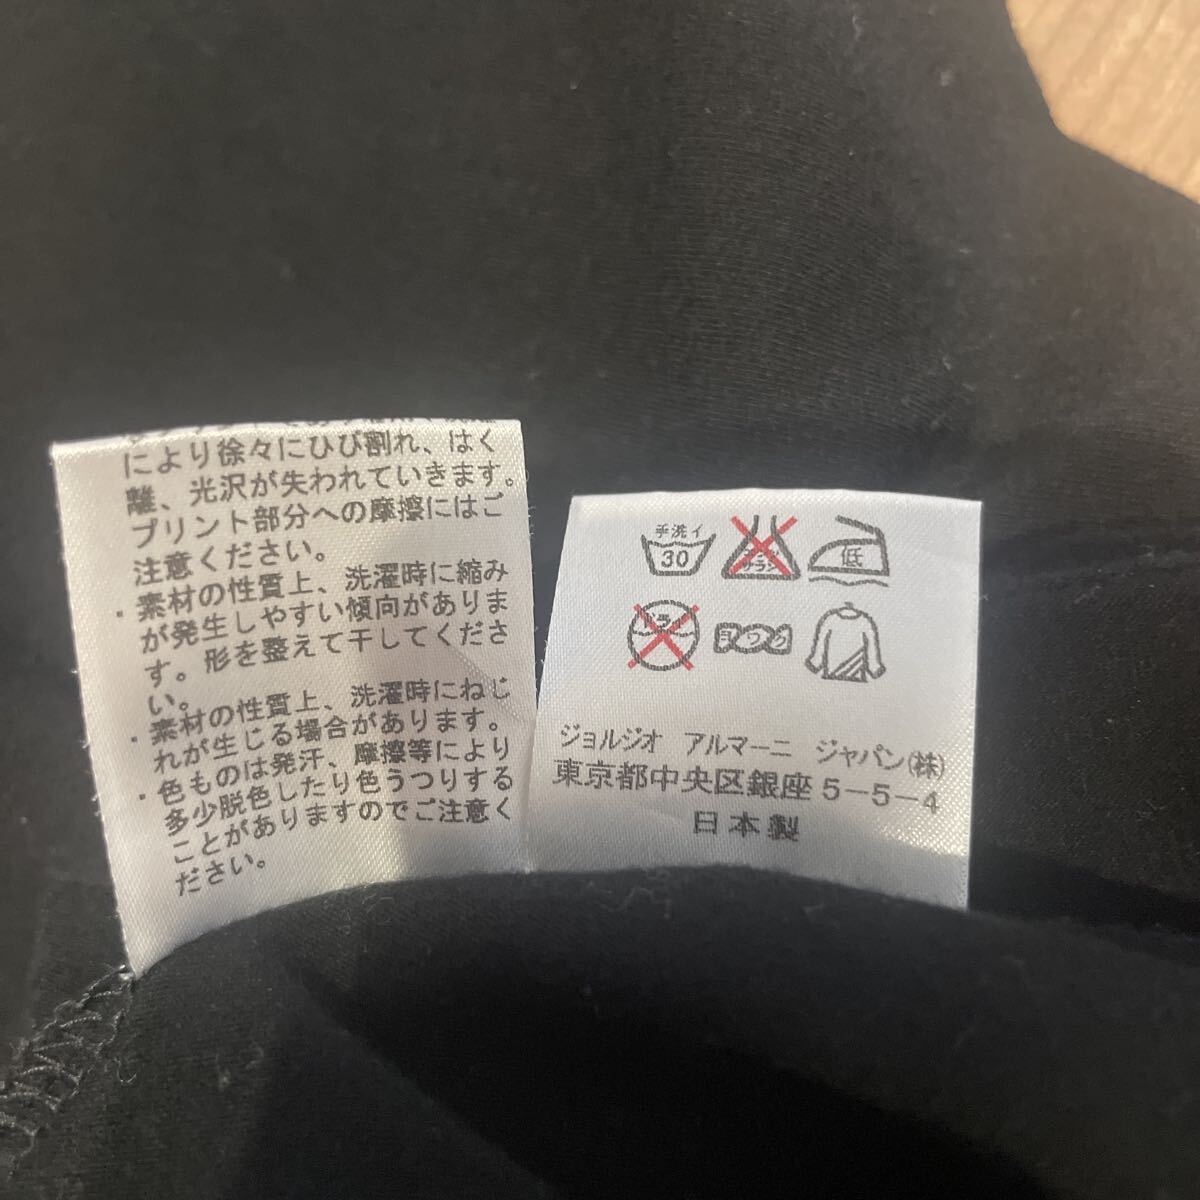 により徐々にひび割れ、はく
離、光沢が失われていきます。
プリント部分への摩擦にはご
注意ください。
・素材の性質上、洗濯時に縮み
が発生しやすい傾向がありま
す。形を整えて干してくださ
い。
・素材の性質上、洗濯時にねじ
れが生じる場合があります。
・色ものは発汗、摩擦等により
多少脱色したり色うつりする
ことがありますのでご注意く
ださい。
手洗イ
30
サラシ
低
ドライ
ヨワク
ジョルジオ アルマーニ ジャパン(株)
東京都中央区銀座5-5-4
日本製